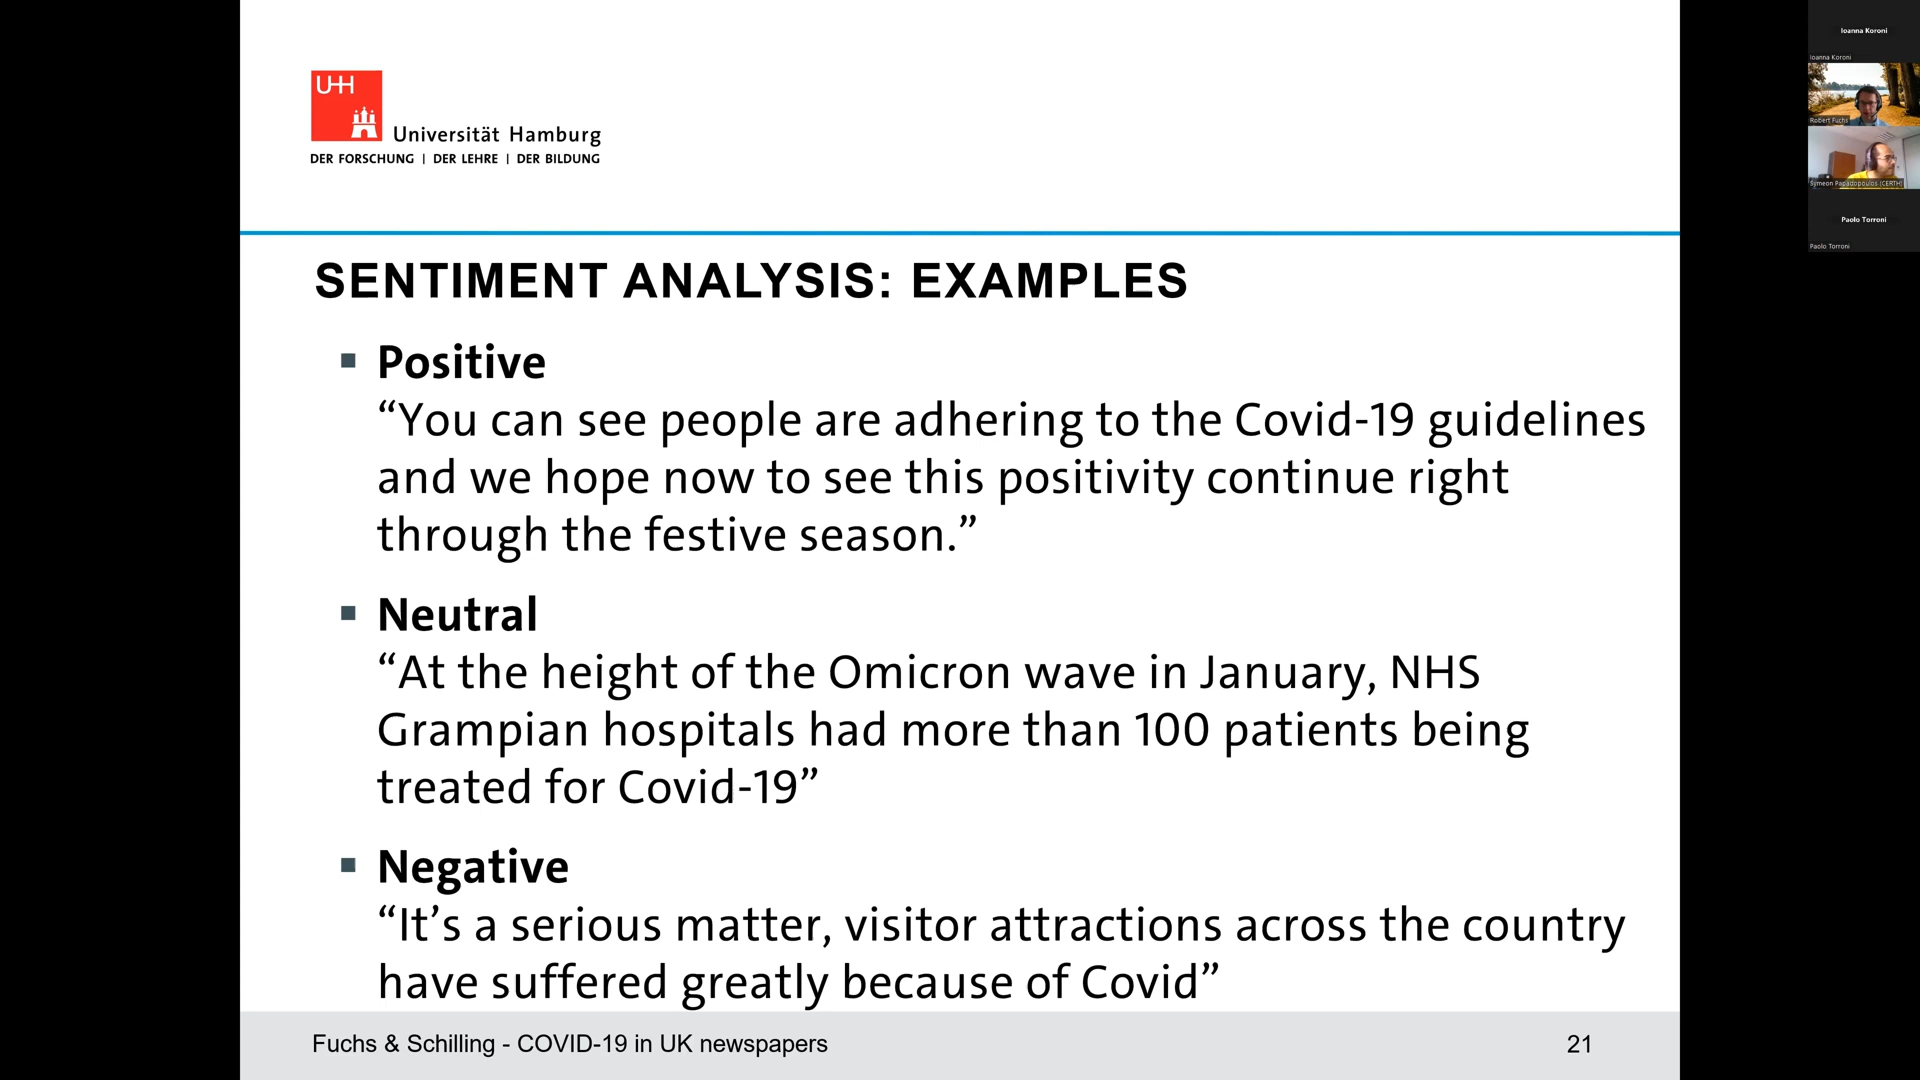 UHH
Universität Hamburg
DER FORSCHUNG | DER LEHRE | DER BILDUNG
SENTIMENT ANALYSIS: EXAMPLES
▪ Positive
“You can see people are adhering to the Covid-19 guidelines
and we hope now to see this positivity continue right
through the festive season.”
▪ Neutral
“At the height of the Omicron wave in January, NHS
Grampian hospitals had more than 100 patients being
treated for Covid-19”
▪ Negative
“It’s a serious matter, visitor attractions across the country
have suffered greatly because of Covid”
Fuchs & Schilling - COVID-19 in UK newspapers
21
Ioanna Koroni
Ioanna Koroni
Robert Fuchs
Symeon Papadopoulos (CERTH)
Paolo Torroni
Paolo Torroni